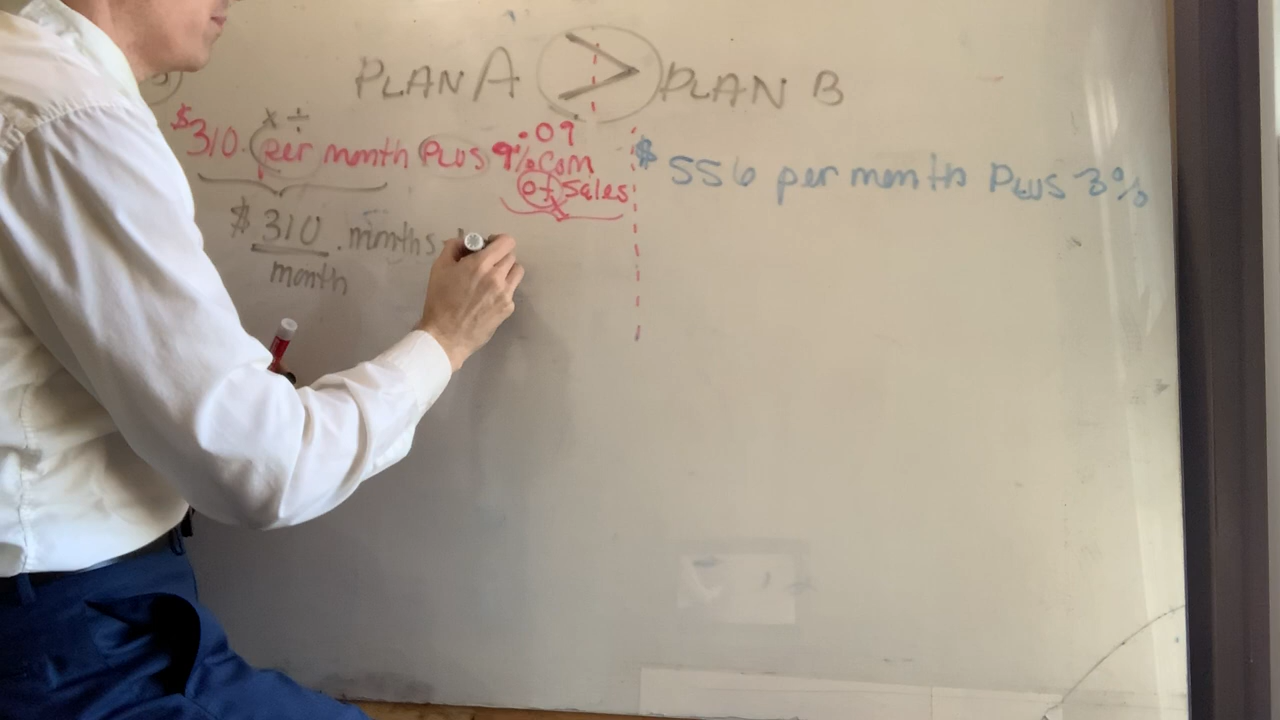 PLAN A > PLAN B
× ÷
.09
$310. per month PLUS 9% com
of sales
$ 556 per month PLUS 3%
$ 310 . months
month